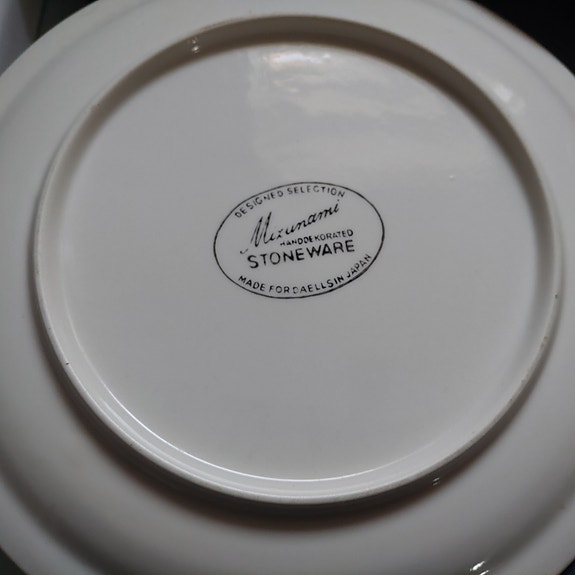 DESIGNED SELECTION
Mizunami
HANDDEKORATED
STONEWARE
MADE FOR DAELLS IN JAPAN